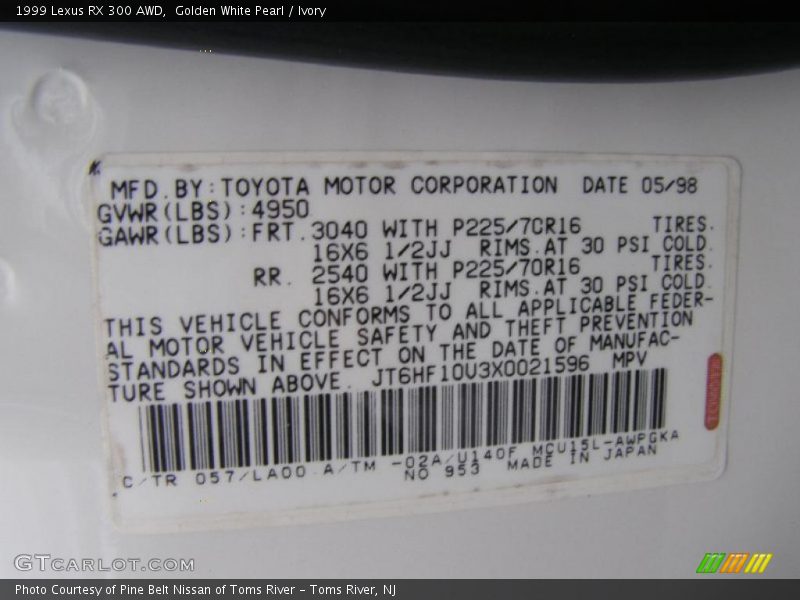 1999 Lexus RX 300 AWD,  Golden White Pearl / Ivory
MFD.BY:TOYOTA MOTOR CORPORATION DATE 05/98
GVWR(LBS):4950
GAWR(LBS):FRT.3040 WITH P225/70R16 TIRES.
16X6 1/2JJ RIMS.AT 30 PSI COLD.
RR. 2540 WITH P225/70R16 TIRES.
16X6 1/2JJ RIMS.AT 30 PSI COLD.
THIS VEHICLE CONFORMS TO ALL APPLICABLE FEDER-
AL MOTOR VEHICLE SAFETY AND THEFT PREVENTION
STANDARDS IN EFFECT ON THE DATE OF MANUFAC-
TURE SHOWN ABOVE. JT6HF10U3X0021596 MPV
C/TR 057/LA00 A/TM -02A/U140F MCU15L-AWPGKA
NO 953 MADE IN JAPAN
GTCARLOT.COM
Photo Courtesy of Pine Belt Nissan of Toms River – Toms River, NJ